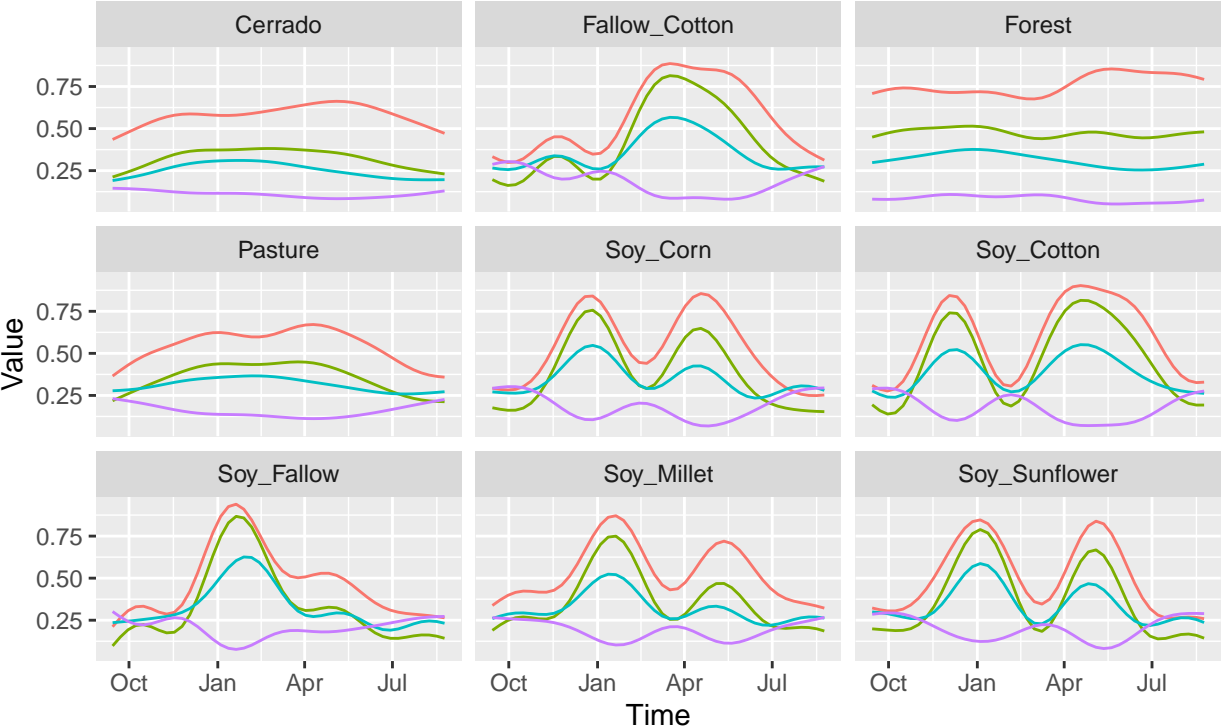 Cerrado Fallow_Cotton Forest
0.75
0.50
0.25
Pasture Soy_Corn Soy_Cotton
0.75
0.50
0.25
Value
Soy_Fallow Soy_Millet Soy_Sunflower
0.75
0.50
0.25
Oct Jan Apr Jul Oct Jan Apr Jul Oct Jan Apr Jul
Time